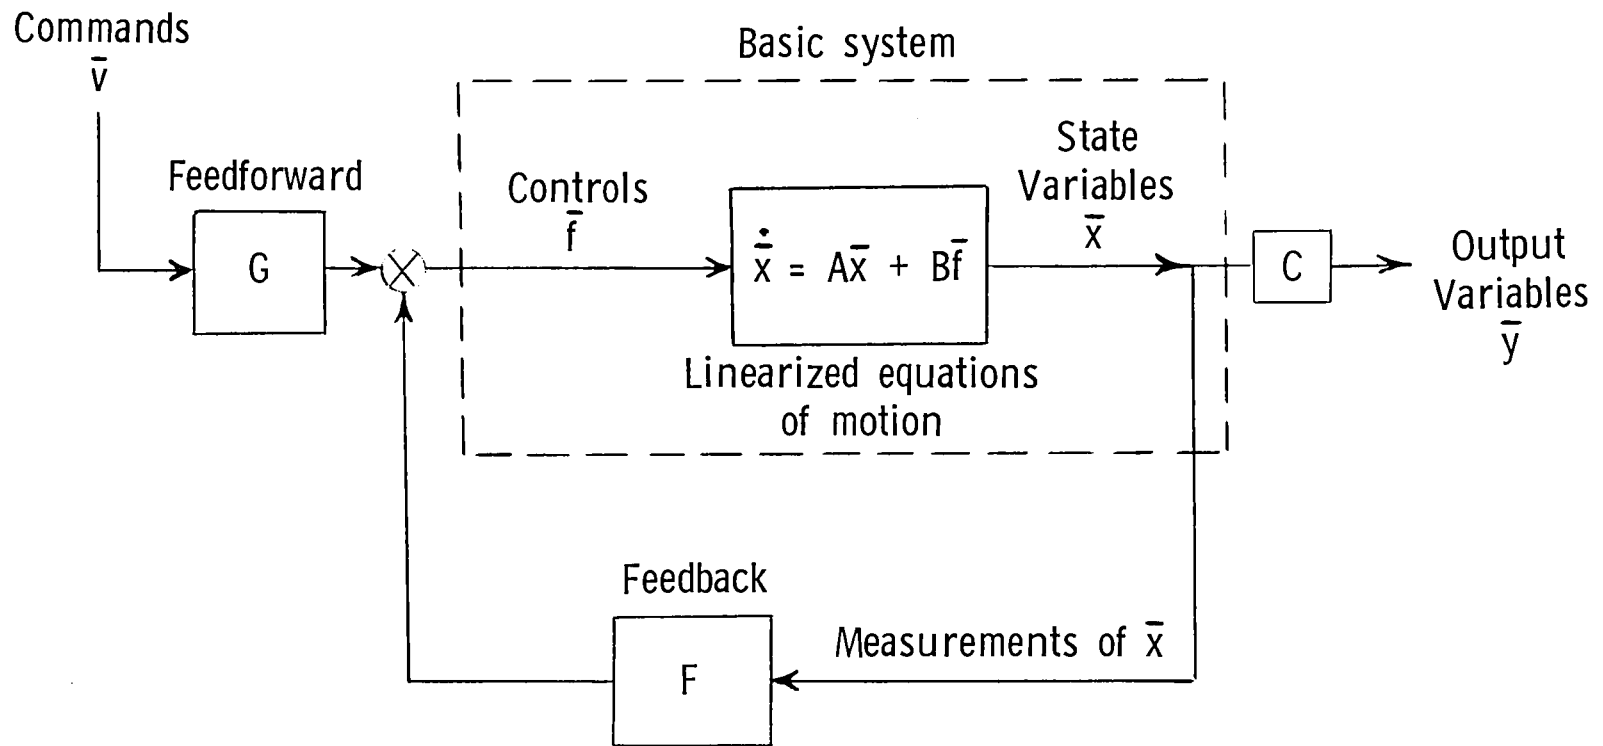 Commands
v̄
Basic system
Feedforward
G
Controls
f̄
ẋ̄ = Ax̄ + Bf̄
Linearized equations
of motion
State
Variables
x̄
C
Output
Variables
ȳ
Feedback
F
Measurements of x̄